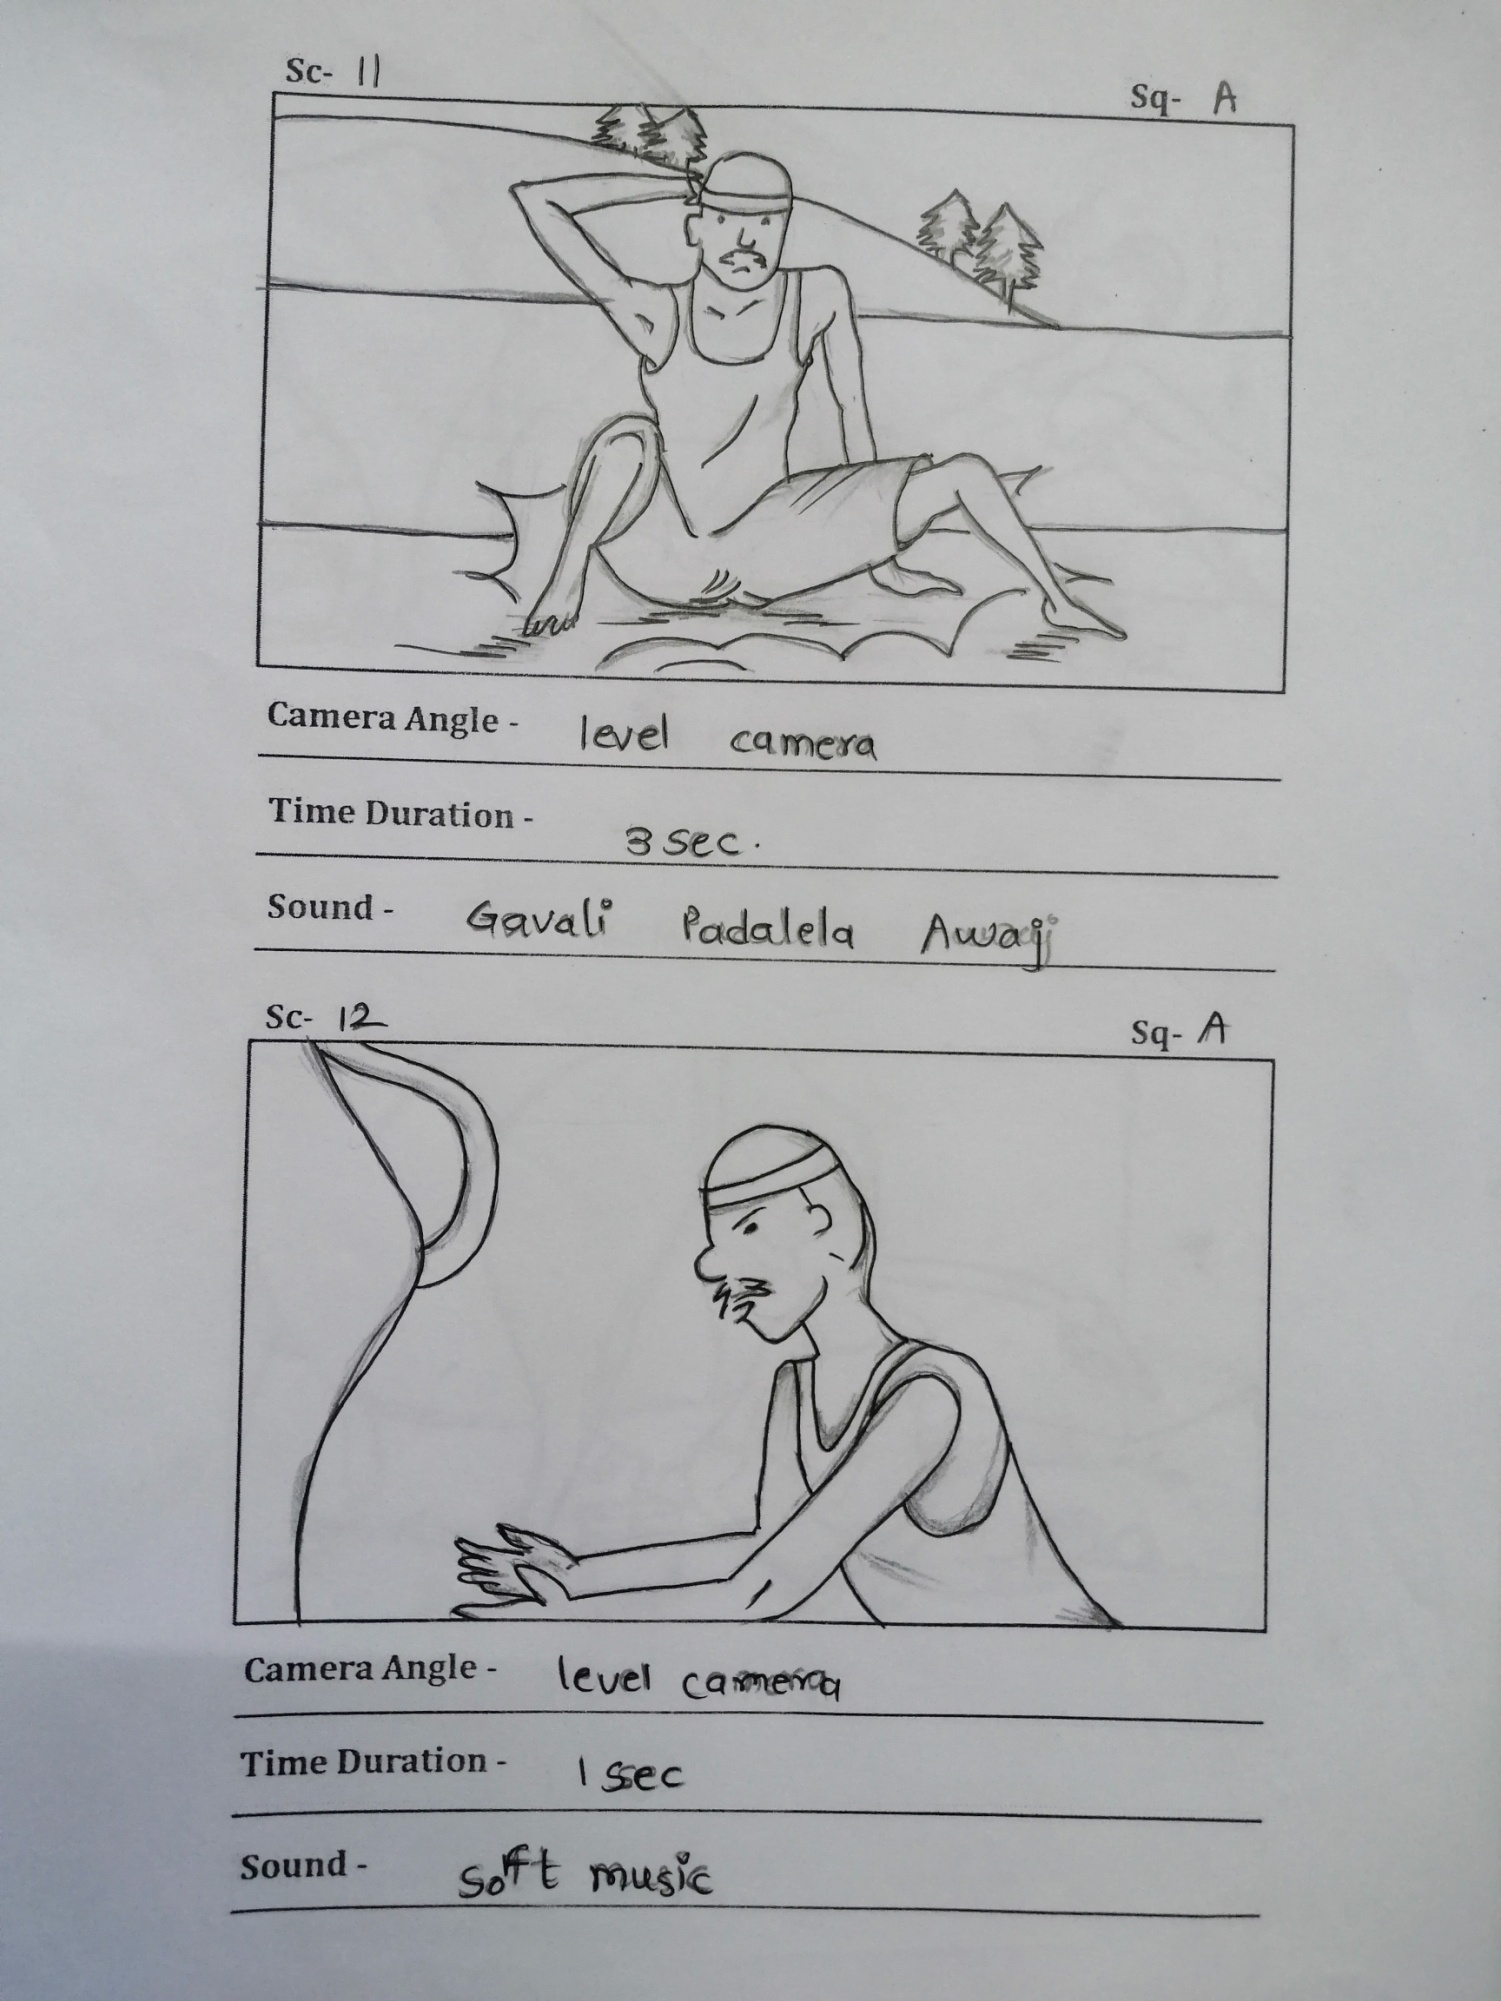 Sc- 11
Sq- A
Camera Angle - level camera
Time Duration - 3 sec.
Sound - Gavali Padalela Awaj
Sc- 12
Sq- A
Camera Angle - level camera
Time Duration - 1 sec
Sound - soft music